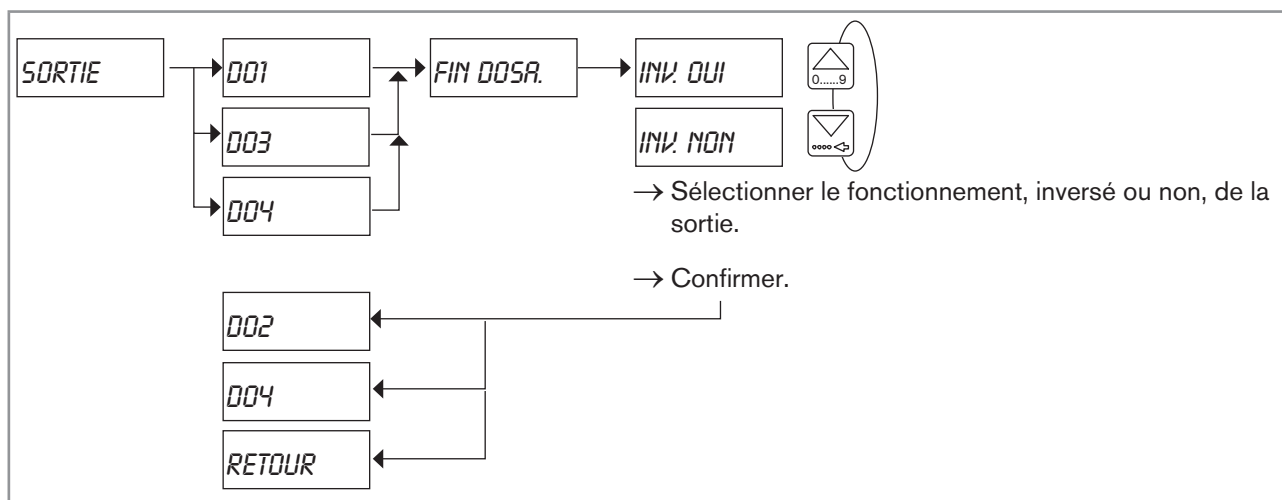 SORTIE
DO1
FIN DOSA.
INV. OUI
0......9
DO3
INV. NON
DO4
→ Sélectionner le fonctionnement, inversé ou non, de la
sortie.
→ Confirmer.
DO2
DO4
RETOUR